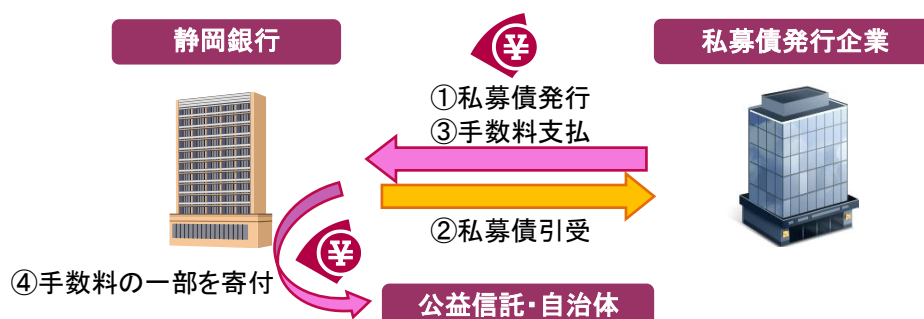 静岡銀行
¥
私募債発行企業
①私募債発行
③手数料支払
②私募債引受
¥
④手数料の一部を寄付
公益信託・自治体